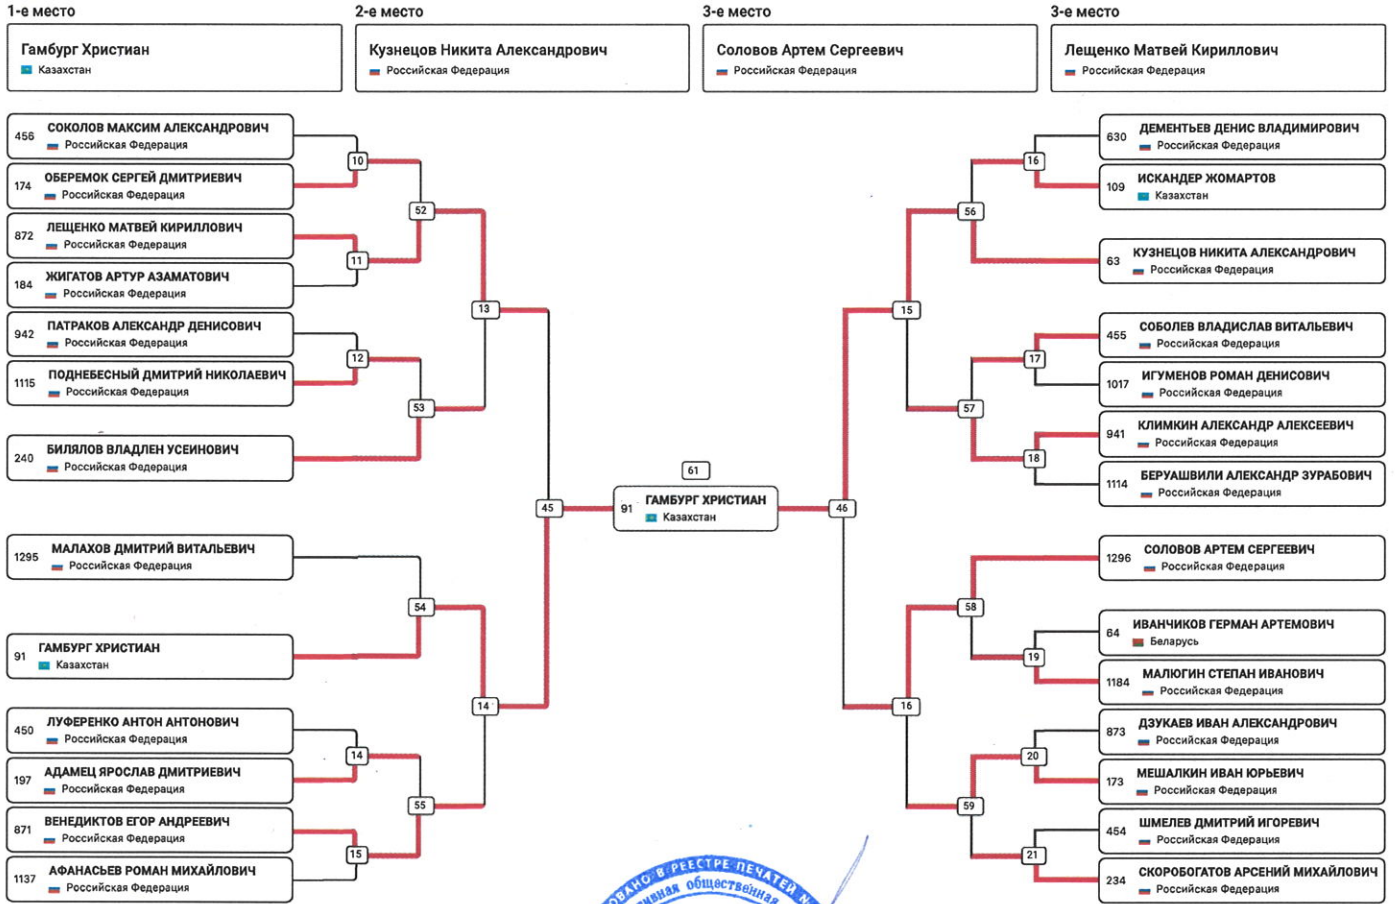 1-е место
Гамбург Христиан
Казахстан
2-е место
Кузнецов Никита Александрович
Российская Федерация
3-е место
Соловов Артем Сергеевич
Российская Федерация
3-е место
Лещенко Матвей Кириллович
Российская Федерация
456 СОКОЛОВ МАКСИМ АЛЕКСАНДРОВИЧ
Российская Федерация
10
174 ОБЕРЕМОК СЕРГЕЙ ДМИТРИЕВИЧ
Российская Федерация
52
872 ЛЕЩЕНКО МАТВЕЙ КИРИЛЛОВИЧ
Российская Федерация
11
184 ЖИГАТОВ АРТУР АЗАМАТОВИЧ
Российская Федерация
13
942 ПАТРАКОВ АЛЕКСАНДР ДЕНИСОВИЧ
Российская Федерация
12
1115 ПОДНЕБЕСНЫЙ ДМИТРИЙ НИКОЛАЕВИЧ
Российская Федерация
53
240 БИЛЯЛОВ ВЛАДЛЕН УСЕИНОВИЧ
Российская Федерация
45
1295 МАЛАХОВ ДМИТРИЙ ВИТАЛЬЕВИЧ
Российская Федерация
54
91 ГАМБУРГ ХРИСТИАН
Казахстан
14
450 ЛУФЕРЕНКО АНТОН АНТОНОВИЧ
Российская Федерация
14
197 АДАМЕЦ ЯРОСЛАВ ДМИТРИЕВИЧ
Российская Федерация
55
871 ВЕНЕДИКТОВ ЕГОР АНДРЕЕВИЧ
Российская Федерация
15
1137 АФАНАСЬЕВ РОМАН МИХАЙЛОВИЧ
Российская Федерация
61
91 ГАМБУРГ ХРИСТИАН
Казахстан
630 ДЕМЕНТЬЕВ ДЕНИС ВЛАДИМИРОВИЧ
Российская Федерация
16
109 ИСКАНДЕР ЖОМАРТОВ
Казахстан
56
63 КУЗНЕЦОВ НИКИТА АЛЕКСАНДРОВИЧ
Российская Федерация
15
455 СОБОЛЕВ ВЛАДИСЛАВ ВИТАЛЬЕВИЧ
Российская Федерация
17
1017 ИГУМЕНОВ РОМАН ДЕНИСОВИЧ
Российская Федерация
57
941 КЛИМКИН АЛЕКСАНДР АЛЕКСЕЕВИЧ
Российская Федерация
18
1114 БЕРУАШВИЛИ АЛЕКСАНДР ЗУРАБОВИЧ
Российская Федерация
46
1296 СОЛОВОВ АРТЕМ СЕРГЕЕВИЧ
Российская Федерация
58
64 ИВАНЧИКОВ ГЕРМАН АРТЕМОВИЧ
Беларусь
19
1184 МАЛЮГИН СТЕПАН ИВАНОВИЧ
Российская Федерация
16
873 ДЗУКАЕВ ИВАН АЛЕКСАНДРОВИЧ
Российская Федерация
20
173 МЕШАЛКИН ИВАН ЮРЬЕВИЧ
Российская Федерация
59
454 ШМЕЛЕВ ДМИТРИЙ ИГОРЕВИЧ
Российская Федерация
21
234 СКОРОБОГАТОВ АРСЕНИЙ МИХАЙЛОВИЧ
Российская Федерация
В РЕЕСТРЕ ПЕЧАТЕЙ
общественная